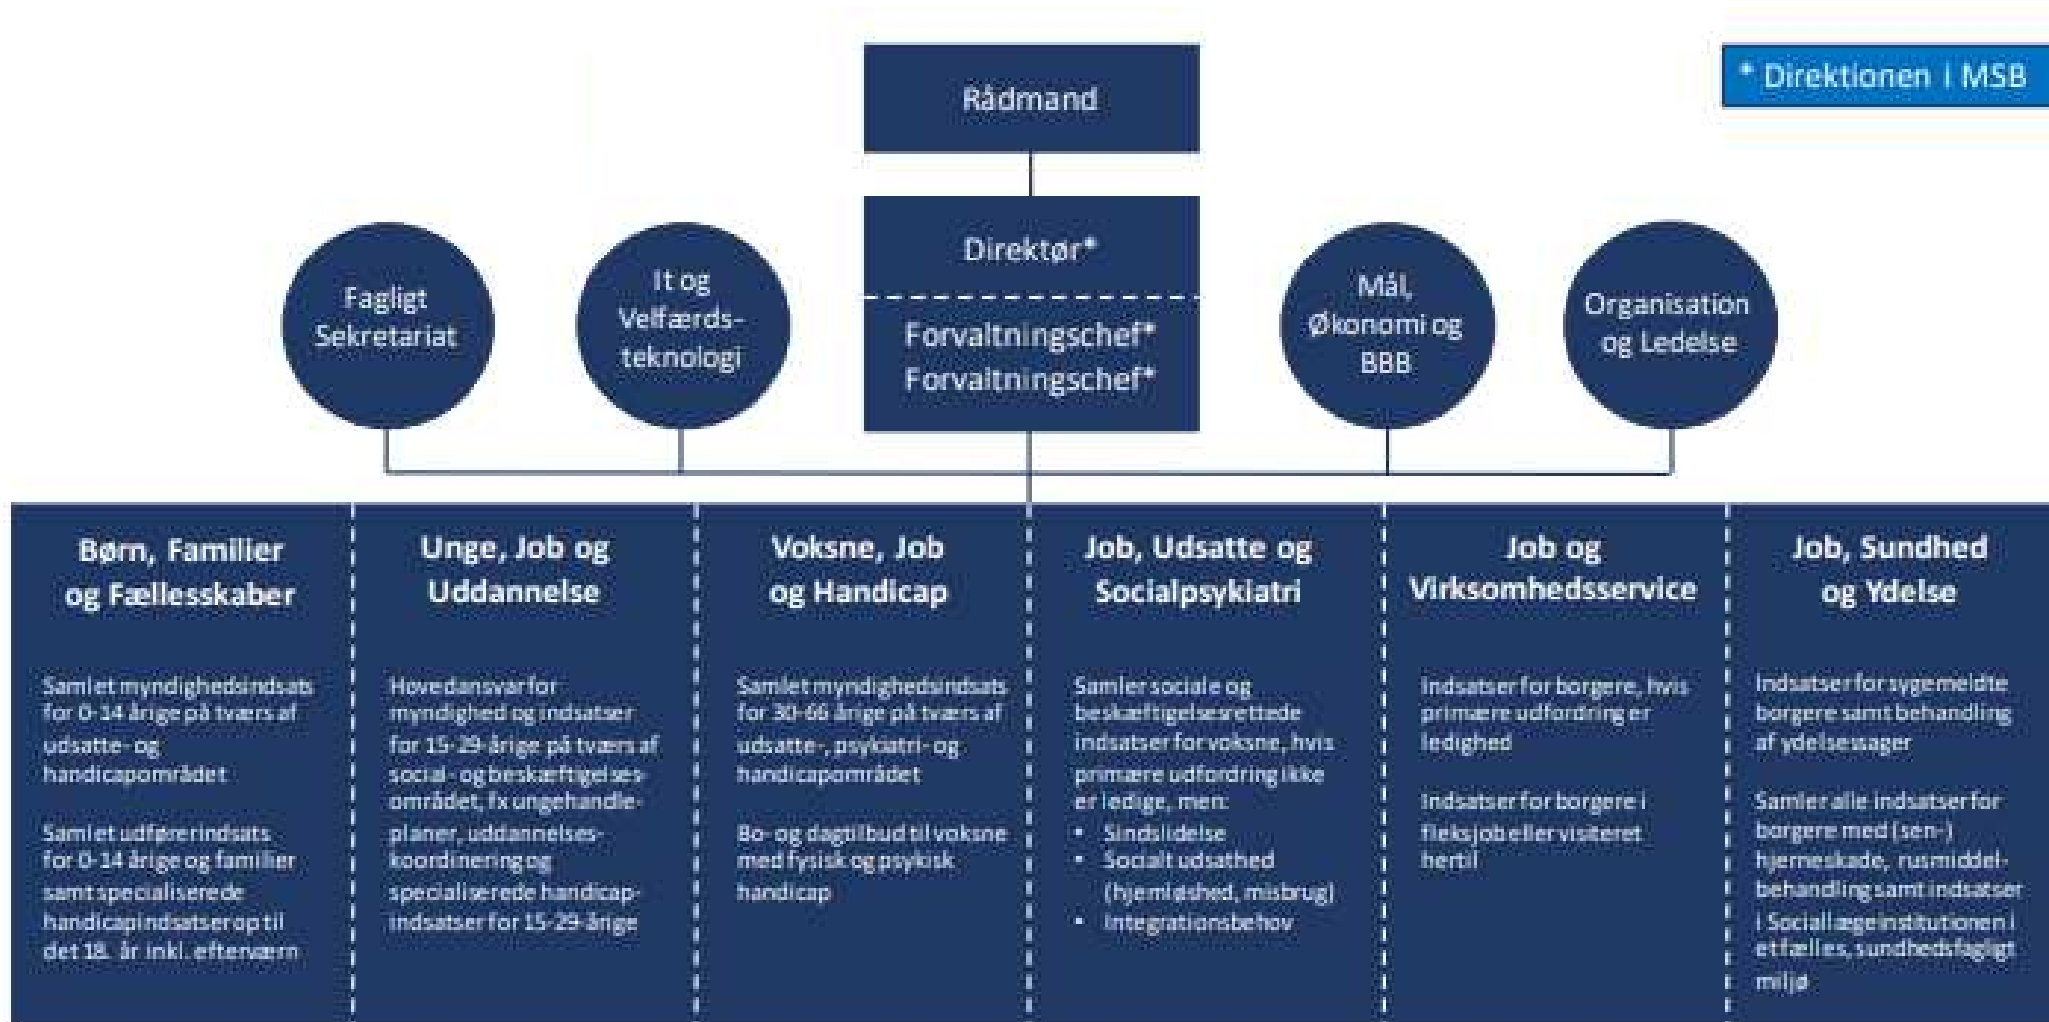 Rådmand
* Direktionen i MSB
Direktør*
Forvaltningschef*
Forvaltningschef*
Fagligt
Sekretariat
It og
Velfærds-
teknologi
Mål,
Økonomi og
BBB
Organisation
og Ledelse
Børn, Familier
og Fællesskaber
Samlet myndighedsindsats
for 0-14 årige på tværs af
udsatte- og
handicapområdet
Samlet udførerindsats
for 0-14 årige og familier
samt specialiserede
handicapindsatser op til
det 18. år inkl. efterværn
Unge, Job og
Uddannelse
Hovedansvar for
myndighed og indsatser
for 15-29-årige på tværs af
social- og beskæftigelses-
området, fx ungehandle-
planer, uddannelses-
koordinering og
specialiserede handicap-
indsatser for 15-29-årige
Voksne, Job
og Handicap
Samlet myndighedsindsats
for 30-66 årige på tværs af
udsatte-, psykiatri- og
handicapområdet
Bo- og dagtilbud til voksne
med fysisk og psykisk
handicap
Job, Udsatte og
Socialpsykiatri
Samler sociale og
beskæftigelsesrettede
indsatser for voksne, hvis
primære udfordring ikke
er ledige, men:
• Sindslidelse
• Socialt udsathed
(hjemløshed, misbrug)
• Integrationsbehov
Job og
Virksomhedsservice
Indsatser for borgere, hvis
primære udfordring er
ledighed
Indsatser for borgere i
fleksjob eller visiteret
hertil
Job, Sundhed
og Ydelse
Indsatser for sygemeldte
borgere samt behandling
af ydelsessager
Samler alle indsatser for
borgere med (sen-)
hjerneskade, rusmiddel-
behandling samt indsatser
i Sociallægeinstitutionen i
et fælles, sundhedsfagligt
miljø